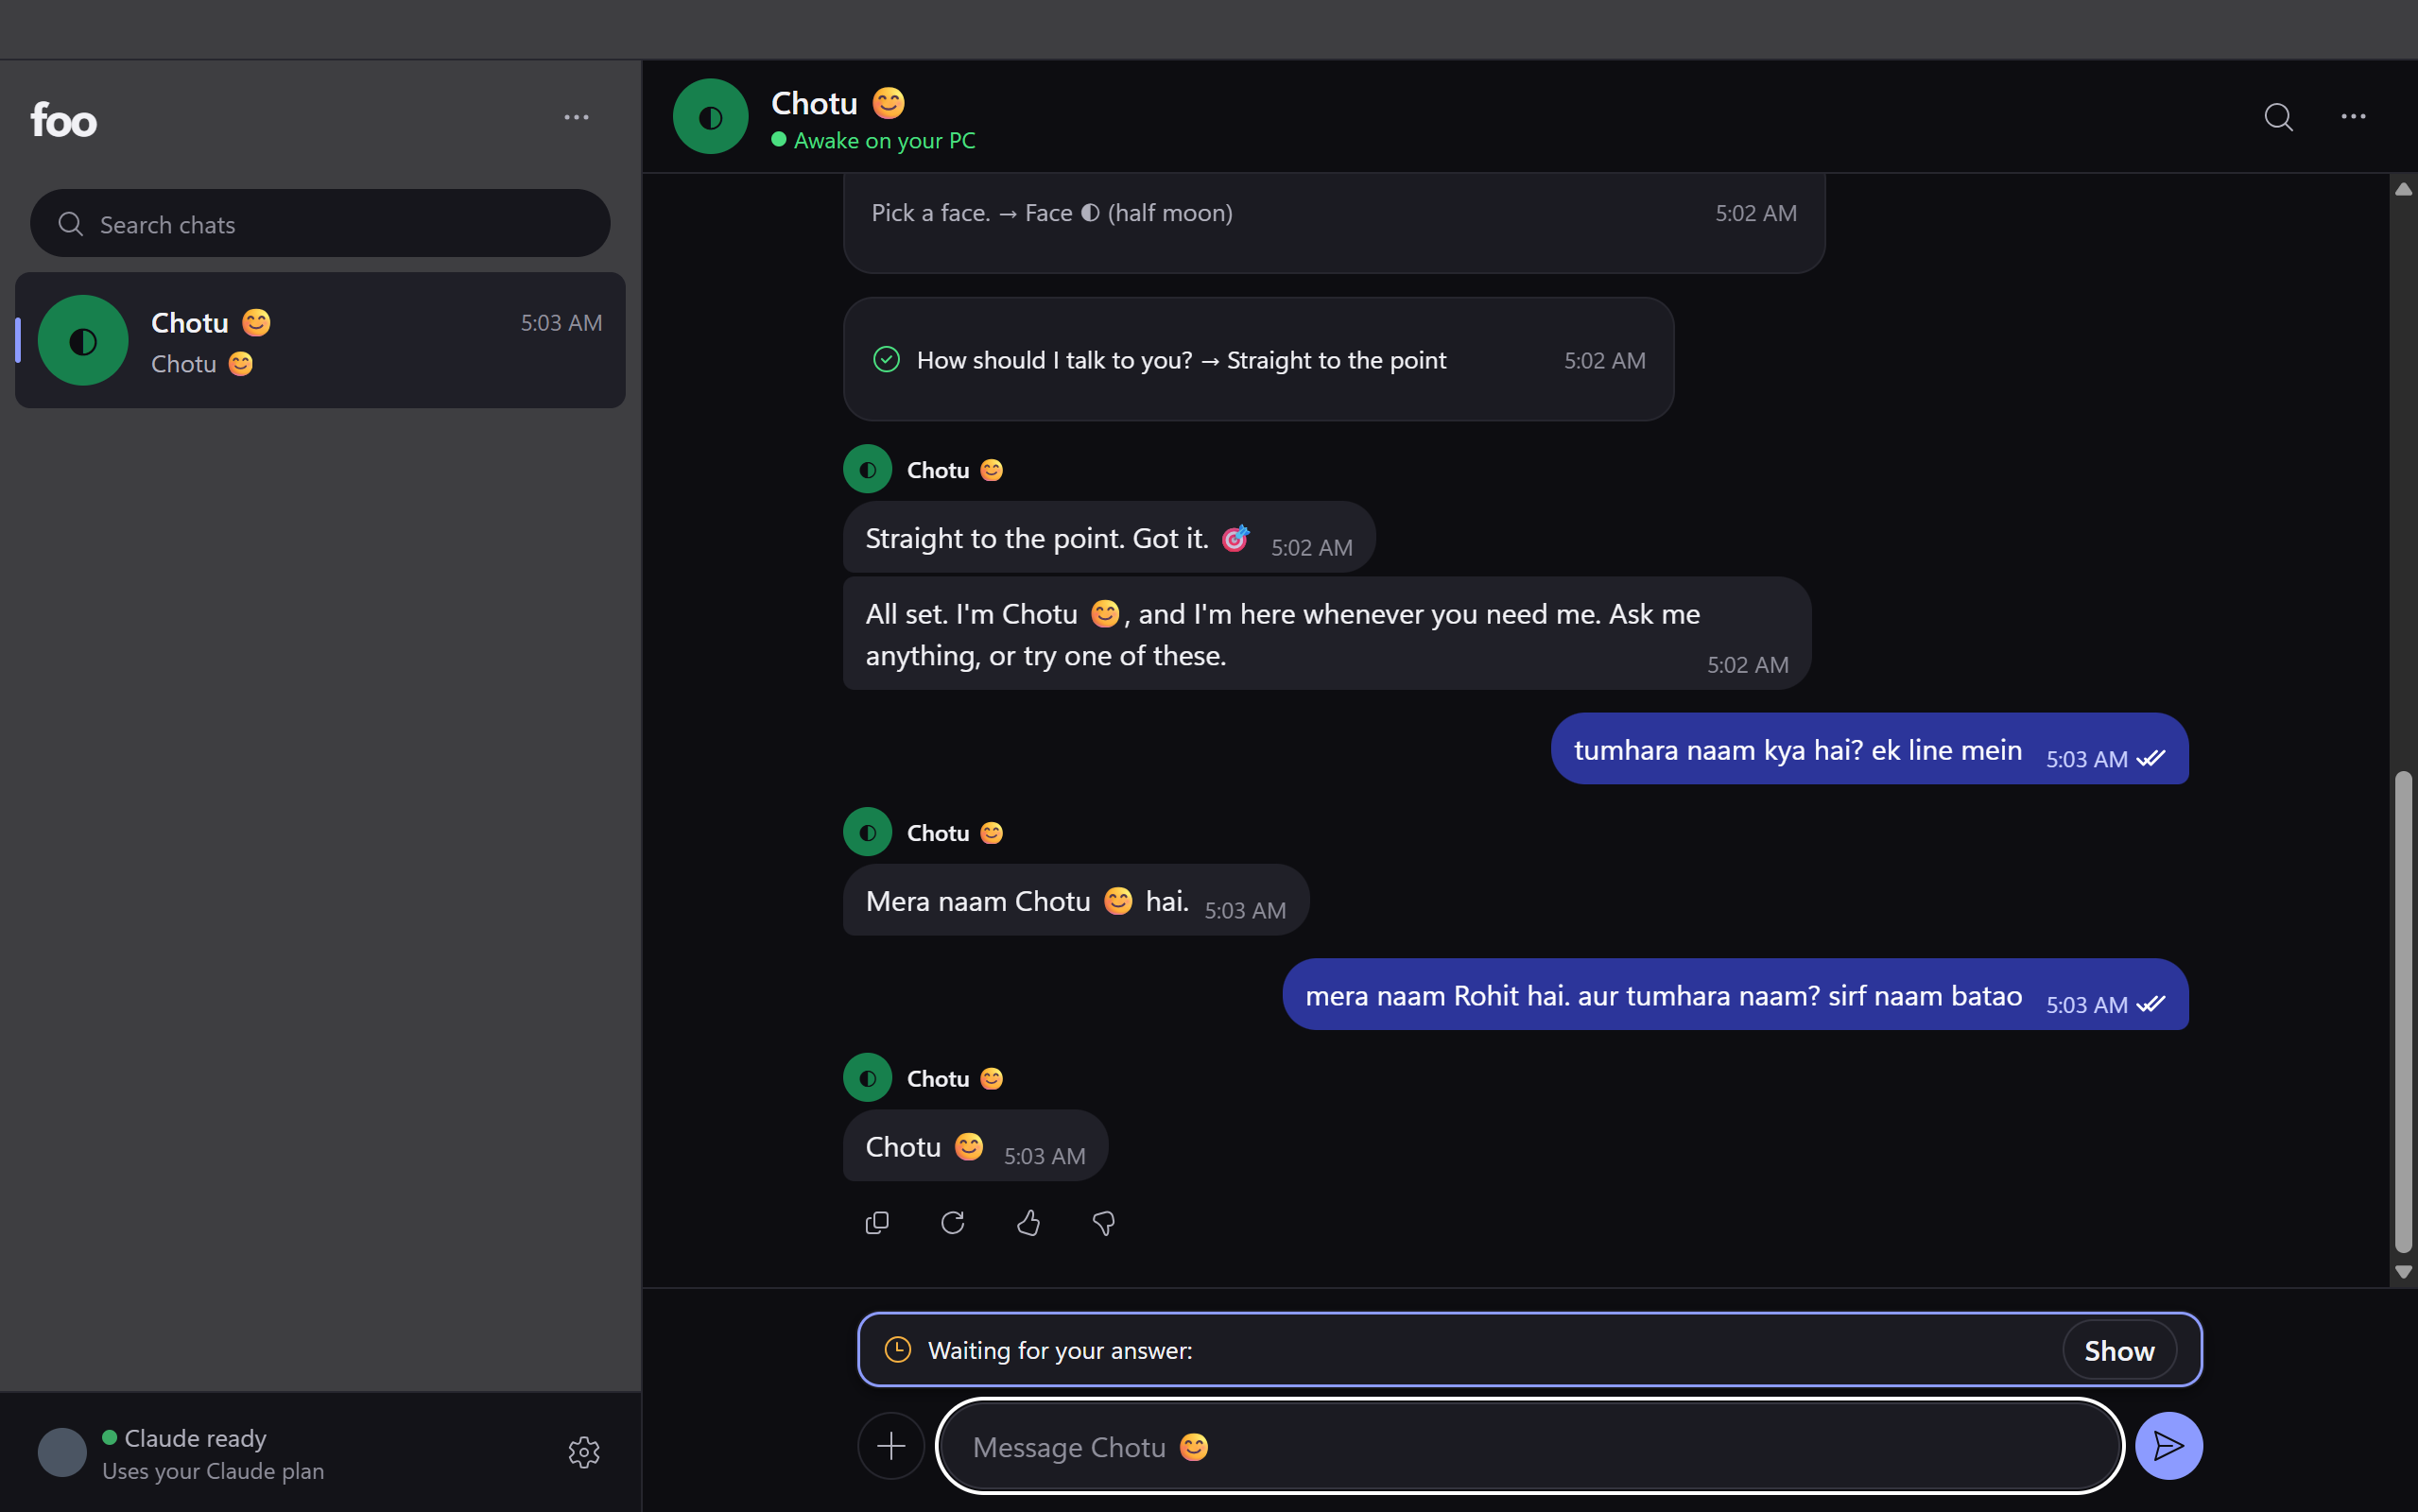 foo
Search chats
Chotu 😊 5:03 AM
Chotu 😊
Claude ready
Uses your Claude plan
Chotu 😊
Awake on your PC
Pick a face. → Face ◐ (half moon) 5:02 AM
How should I talk to you? → Straight to the point 5:02 AM
Chotu 😊
Straight to the point. Got it. 🎯 5:02 AM
All set. I'm Chotu 😊, and I'm here whenever you need me. Ask me
anything, or try one of these. 5:02 AM
tumhara naam kya hai? ek line mein 5:03 AM
Chotu 😊
Mera naam Chotu 😊 hai. 5:03 AM
mera naam Rohit hai. aur tumhara naam? sirf naam batao 5:03 AM
Chotu 😊
Chotu 😊 5:03 AM
Waiting for your answer: Show
Message Chotu 😊